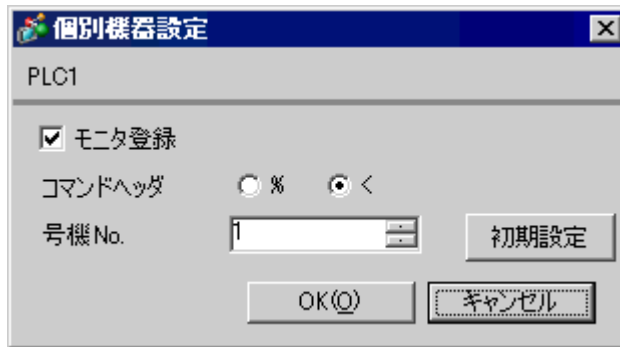 個別機器設定
PLC1
モニタ登録
コマンドヘッダ % <
号機No. 1 初期設定
OK(O) キャンセル